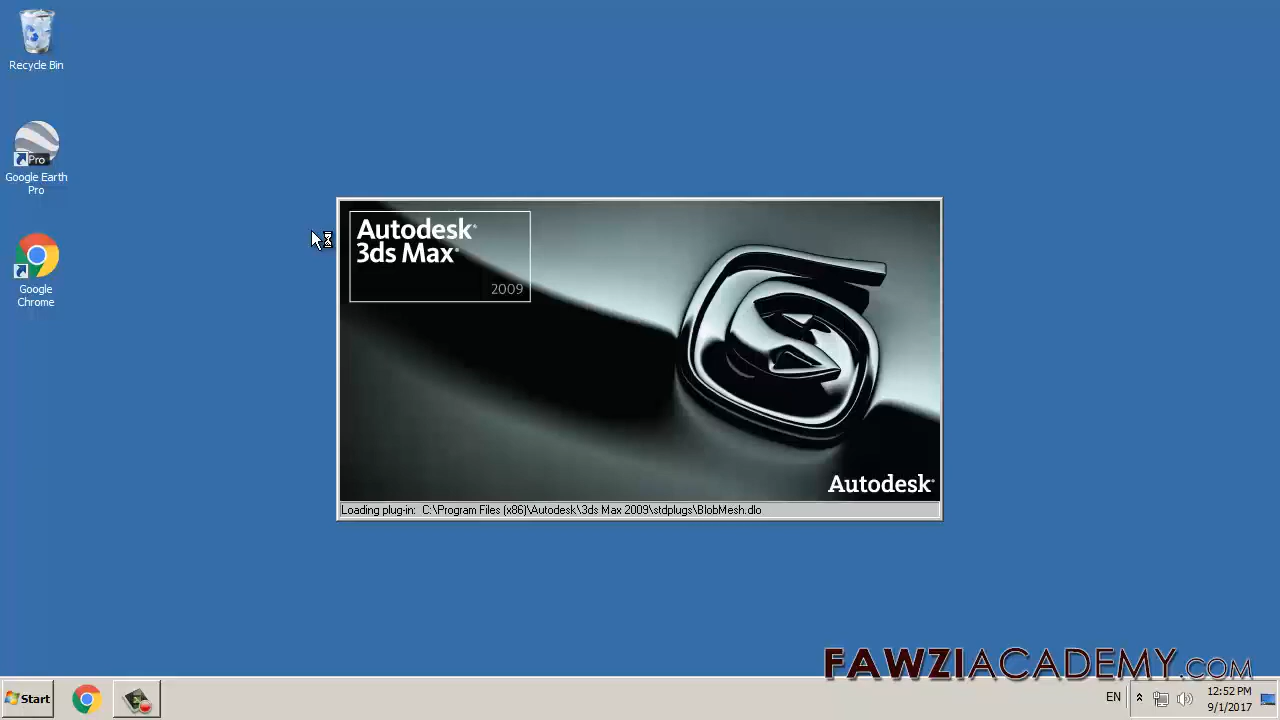 Recycle Bin
Pro
Google Earth
Pro
Google
Chrome
Autodesk®
3ds Max®
2009
Autodesk®
Loading plug-in: C:\Program Files (x86)\Autodesk\3ds Max 2009\stdplugs\BlobMesh.dlo
FAWZIACADEMY.COM
Start
EN
12:52 PM
9/1/2017